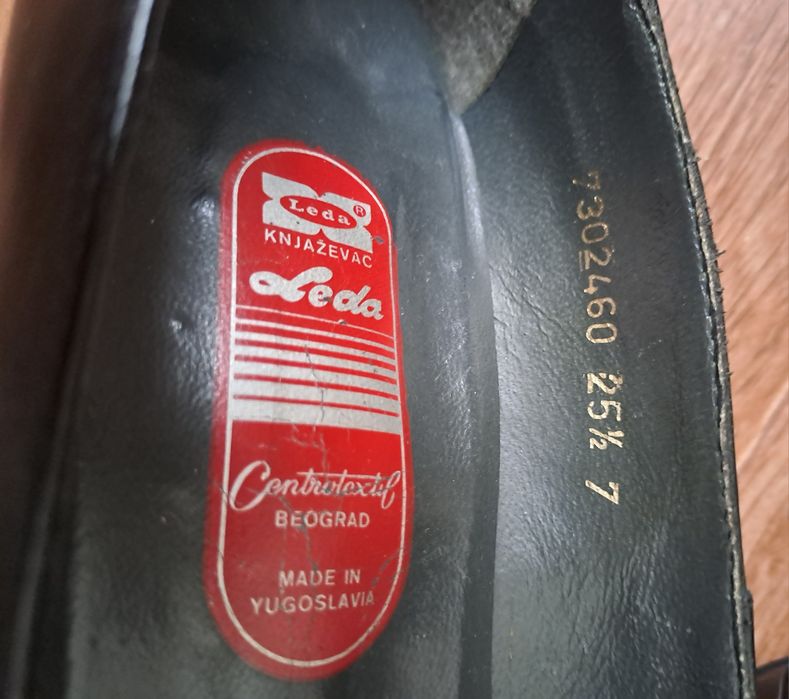 Leda ®
KNJAŽEVAC
Leda
Centrotextil
BEOGRAD
MADE IN
YUGOSLAVIA
7302460 25½ 7